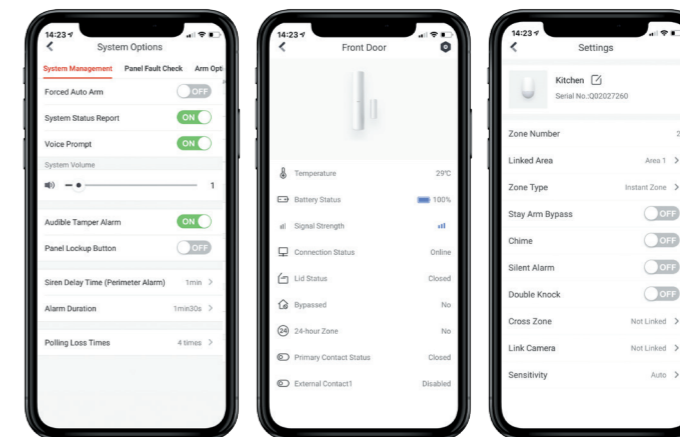 14:23
System Options
System Management Panel Fault Check Arm Opt
Forced Auto Arm OFF
System Status Report ON
Voice Prompt ON
System Volume
1
Audible Tamper Alarm ON
Panel Lockup Button OFF
Siren Delay Time (Perimeter Alarm) 1min >
Alarm Duration 1min30s >
Polling Loss Times 4 times >
14:23
Front Door
Temperature 29°C
Battery Status 100%
Signal Strength
Connection Status Online
Lid Status Closed
Bypassed No
24 24-hour Zone No
Primary Contact Status Closed
External Contact1 Disabled
14:23
Settings
Kitchen
Serial No.:Q02027260
Zone Number 2
Linked Area Area 1 >
Zone Type Instant Zone >
Stay Arm Bypass OFF
Chime OFF
Silent Alarm OFF
Double Knock OFF
Cross Zone Not Linked >
Link Camera Not Linked >
Sensitivity Auto >